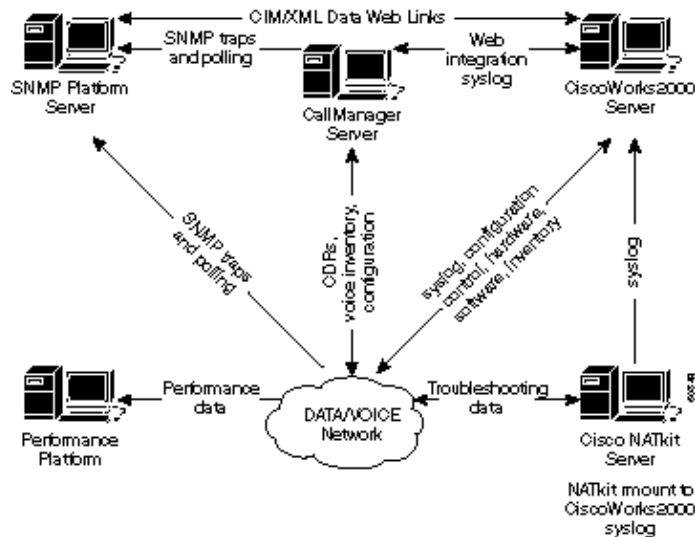 CIM/XML Data Web Links
SNMP traps
and polling
Web
integration
syslog
SNMP Platform
Server
CallManager
Server
CiscoWorks2000
Server
SNMP traps
and polling
CDRs,
voice inventory,
configuration
syslog, configuration
control, hardware,
software, inventory
syslog
Performance
data
DATA/VOICE
Network
Troubleshooting
data
Performance
Platform
Cisco NATkit
Server
NATkit rmount to
CiscoWorks2000
syslog